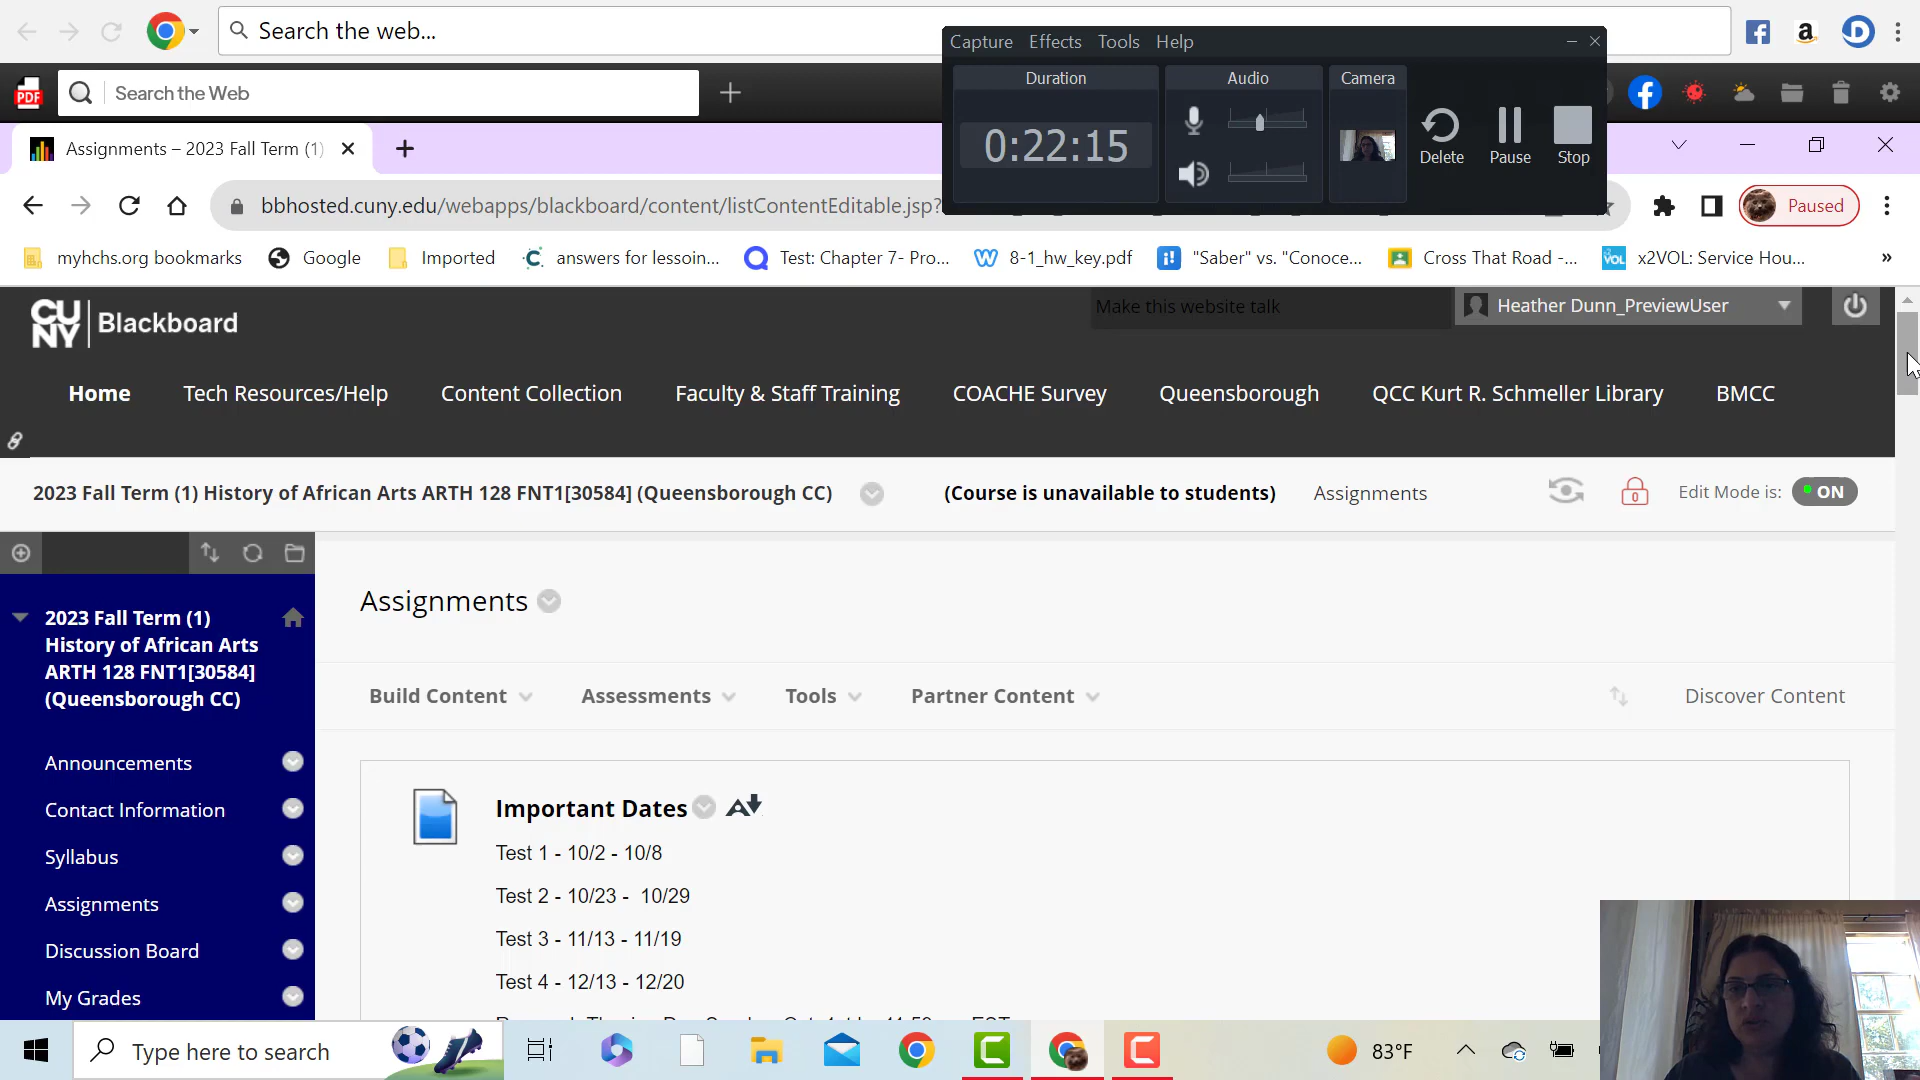 Search the web...
Capture Effects Tools Help
Duration
Audio
Camera
0:22:15
Delete
Pause
Stop
PDF
Search the Web
Assignments – 2023 Fall Term (1)
bbhosted.cuny.edu/webapps/blackboard/content/listContentEditable.jsp?
Paused
myhchs.org bookmarks
Google
Imported
answers for lessoin...
Test: Chapter 7- Pro...
8-1_hw_key.pdf
"Saber" vs. "Conoce...
Cross That Road -...
x2VOL: Service Hou...
»
CUNY Blackboard
Make this website talk
Heather Dunn_PreviewUser
Home
Tech Resources/Help
Content Collection
Faculty & Staff Training
COACHE Survey
Queensborough
QCC Kurt R. Schmeller Library
BMCC
2023 Fall Term (1) History of African Arts ARTH 128 FNT1[30584] (Queensborough CC)
(Course is unavailable to students)
Assignments
Edit Mode is:
ON
2023 Fall Term (1)
History of African Arts
ARTH 128 FNT1[30584]
(Queensborough CC)
Announcements
Contact Information
Syllabus
Assignments
Discussion Board
My Grades
Assignments
Build Content
Assessments
Tools
Partner Content
Discover Content
Important Dates
Test 1 - 10/2 - 10/8
Test 2 - 10/23 - 10/29
Test 3 - 11/13 - 11/19
Test 4 - 12/13 - 12/20
Type here to search
83°F